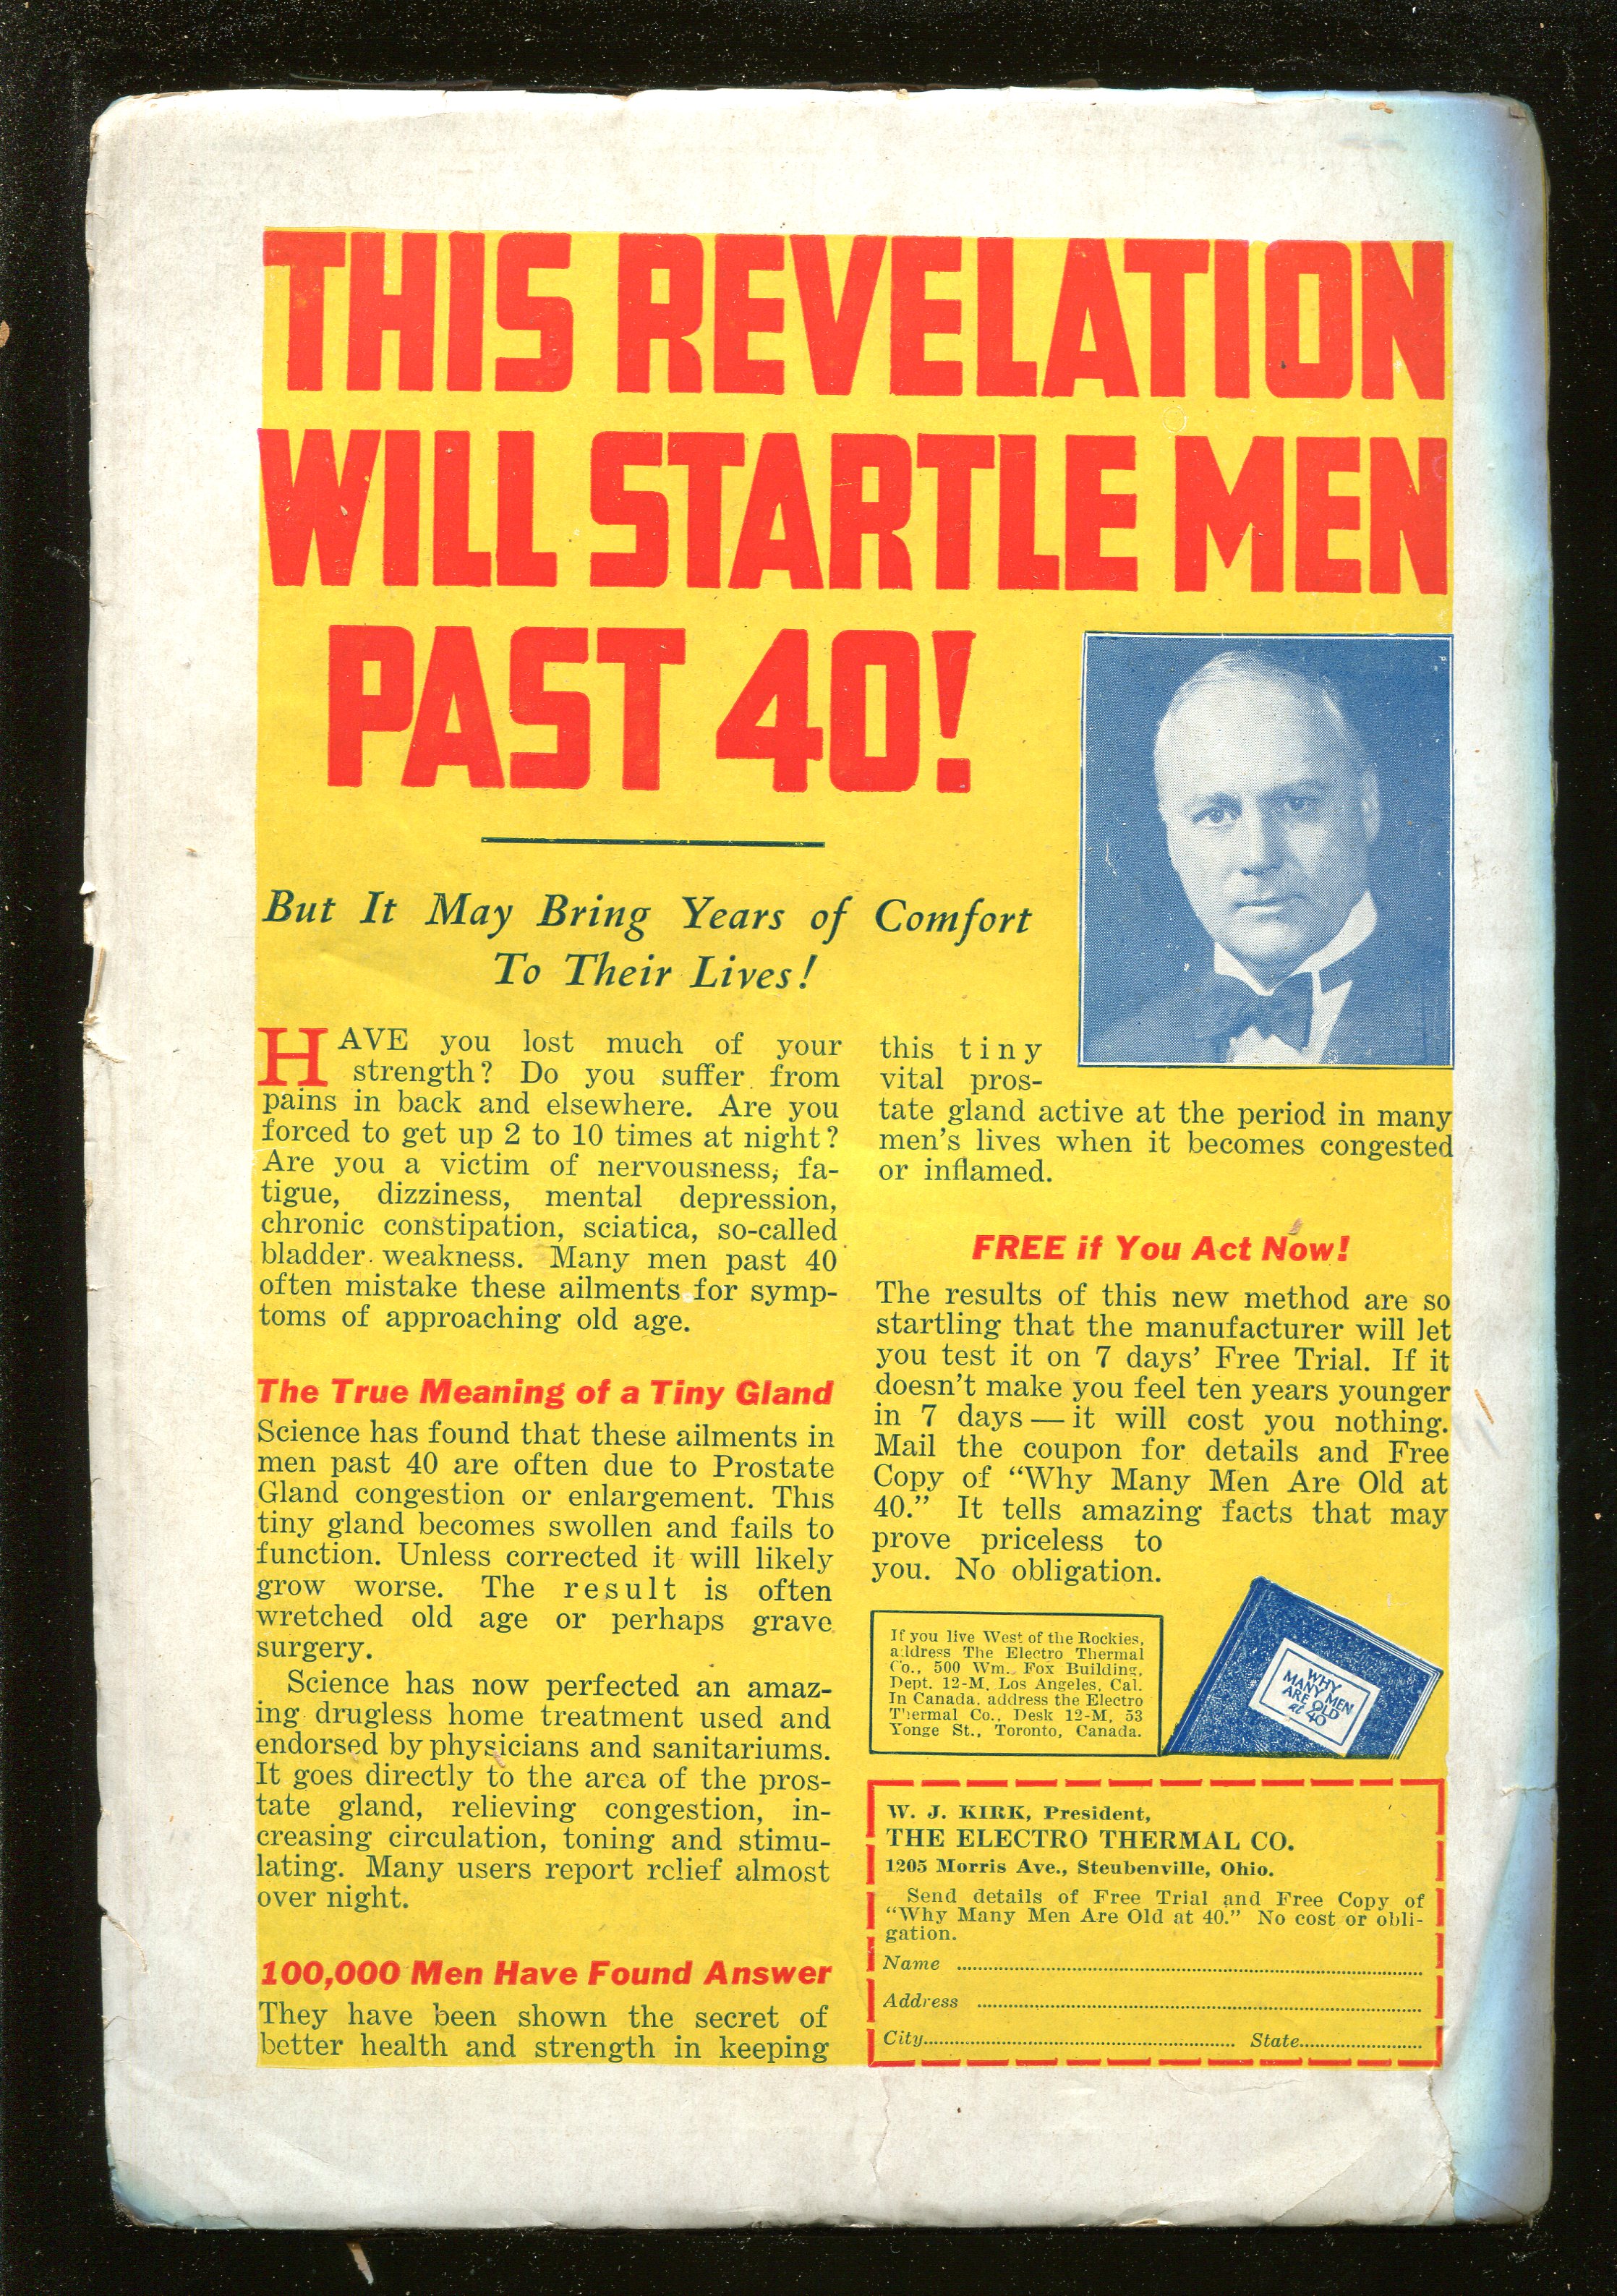 THIS REVELATION
WILL STARTLE MEN
PAST 40!
But It May Bring Years of Comfort
To Their Lives!
HAVE you lost much of your
strength? Do you suffer from
pains in back and elsewhere. Are you
forced to get up 2 to 10 times at night?
Are you a victim of nervousness, fa-
tigue, dizziness, mental depression,
chronic constipation, sciatica, so-called
bladder weakness. Many men past 40
often mistake these ailments for symp-
toms of approaching old age.
The True Meaning of a Tiny Gland
Science has found that these ailments in
men past 40 are often due to Prostate
Gland congestion or enlargement. This
tiny gland becomes swollen and fails to
function. Unless corrected it will likely
grow worse. The result is often
wretched old age or perhaps grave
surgery.
Science has now perfected an amaz-
ing drugless home treatment used and
endorsed by physicians and sanitariums.
It goes directly to the area of the pros-
tate gland, relieving congestion, in-
creasing circulation, toning and stimu-
lating. Many users report relief almost
over night.
100,000 Men Have Found Answer
They have been shown the secret of
better health and strength in keeping
this tiny
vital pros-
tate gland active at the period in many
men's lives when it becomes congested
or inflamed.
FREE if You Act Now!
The results of this new method are so
startling that the manufacturer will let
you test it on 7 days' Free Trial. If it
doesn't make you feel ten years younger
in 7 days — it will cost you nothing.
Mail the coupon for details and Free
Copy of "Why Many Men Are Old at
40." It tells amazing facts that may
prove priceless to
you. No obligation.
If you live West of the Rockies,
address The Electro Thermal
Co., 500 Wm. Fox Building,
Dept. 12-M, Los Angeles, Cal.
In Canada, address the Electro
Thermal Co., Desk 12-M, 53
Yonge St., Toronto, Canada.
WHY
MANY MEN
ARE OLD
at 40
W. J. KIRK, President,
THE ELECTRO THERMAL CO.
1205 Morris Ave., Steubenville, Ohio.
Send details of Free Trial and Free Copy of
"Why Many Men Are Old at 40." No cost or obli-
gation.
Name
Address
City State